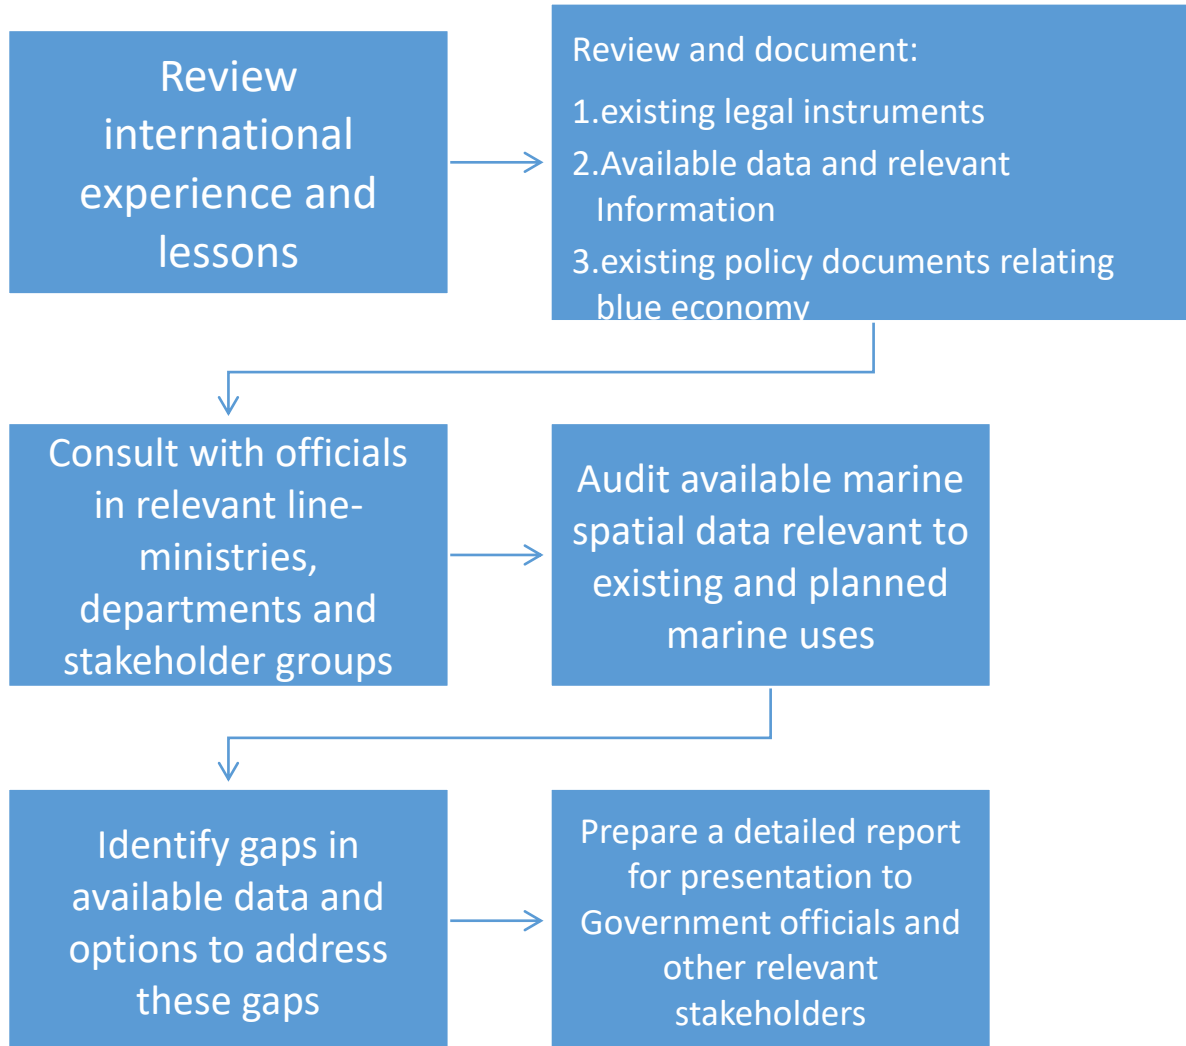 Review
international
experience and
lessons
Review and document:
1.existing legal instruments
2.Available data and relevant
Information
3.existing policy documents relating
blue economy
Consult with officials
in relevant line-
ministries,
departments and
stakeholder groups
Audit available marine
spatial data relevant to
existing and planned
marine uses
Identify gaps in
available data and
options to address
these gaps
Prepare a detailed report
for presentation to
Government officials and
other relevant
stakeholders